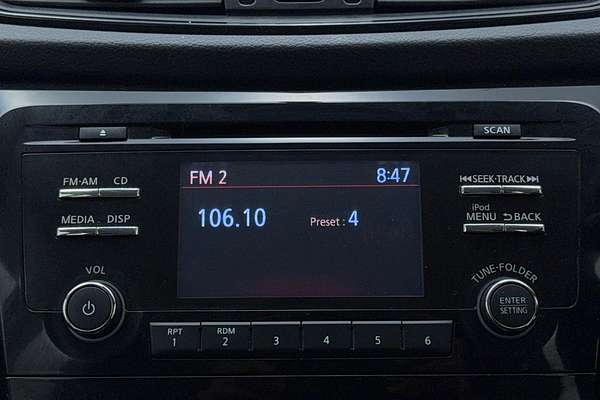 SCAN
FM·AM CD
FM 2 8:47
SEEK·TRACK
MEDIA DISP
106.10 Preset : 4
iPod
MENU BACK
VOL
TUNE·FOLDER
ENTER
SETTING
RPT RDM
1 2 3 4 5 6